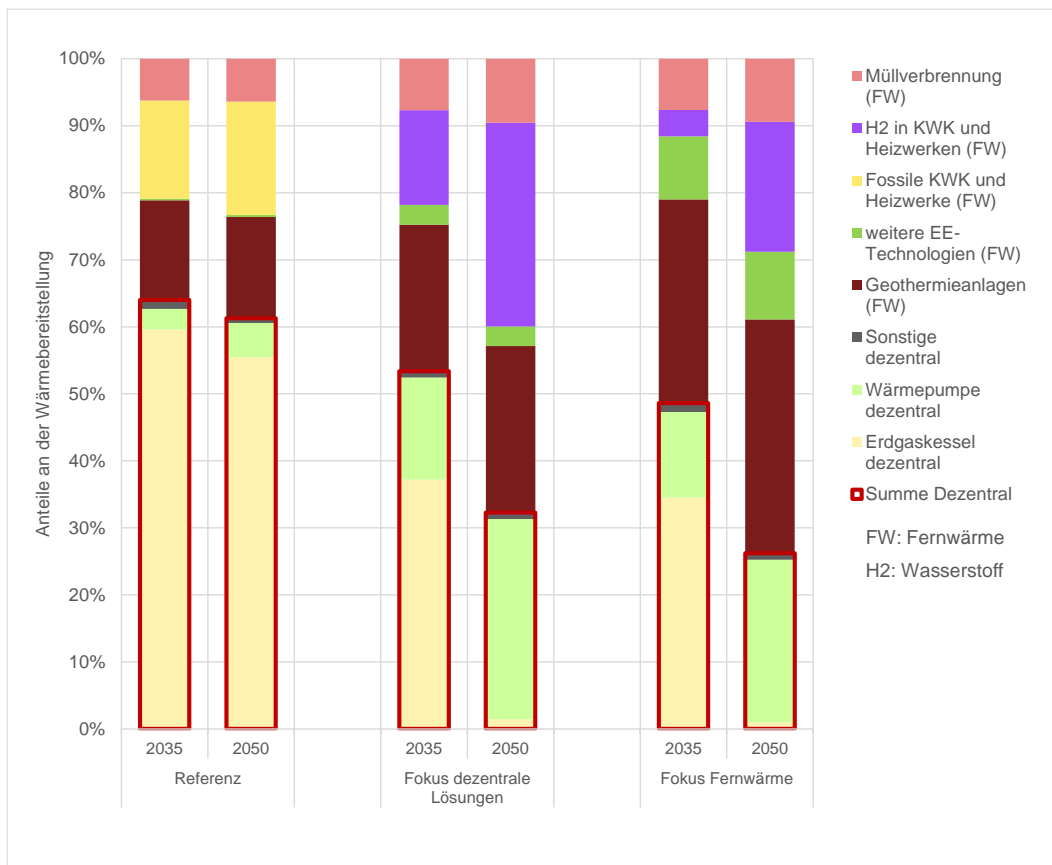 100%
90%
80%
70%
60%
50%
40%
30%
20%
10%
0%
Anteile an der Wärmebereitstellung
2035
2050
2035
2050
2035
2050
Referenz
Fokus dezentrale
Lösungen
Fokus Fernwärme
Müllverbrennung
(FW)
H2 in KWK und
Heizwerken (FW)
Fossile KWK und
Heizwerke (FW)
weitere EE-
Technologien (FW)
Geothermieanlagen
(FW)
Sonstige
dezentral
Wärmepumpe
dezentral
Erdgaskessel
dezentral
Summe Dezentral
FW: Fernwärme
H2: Wasserstoff